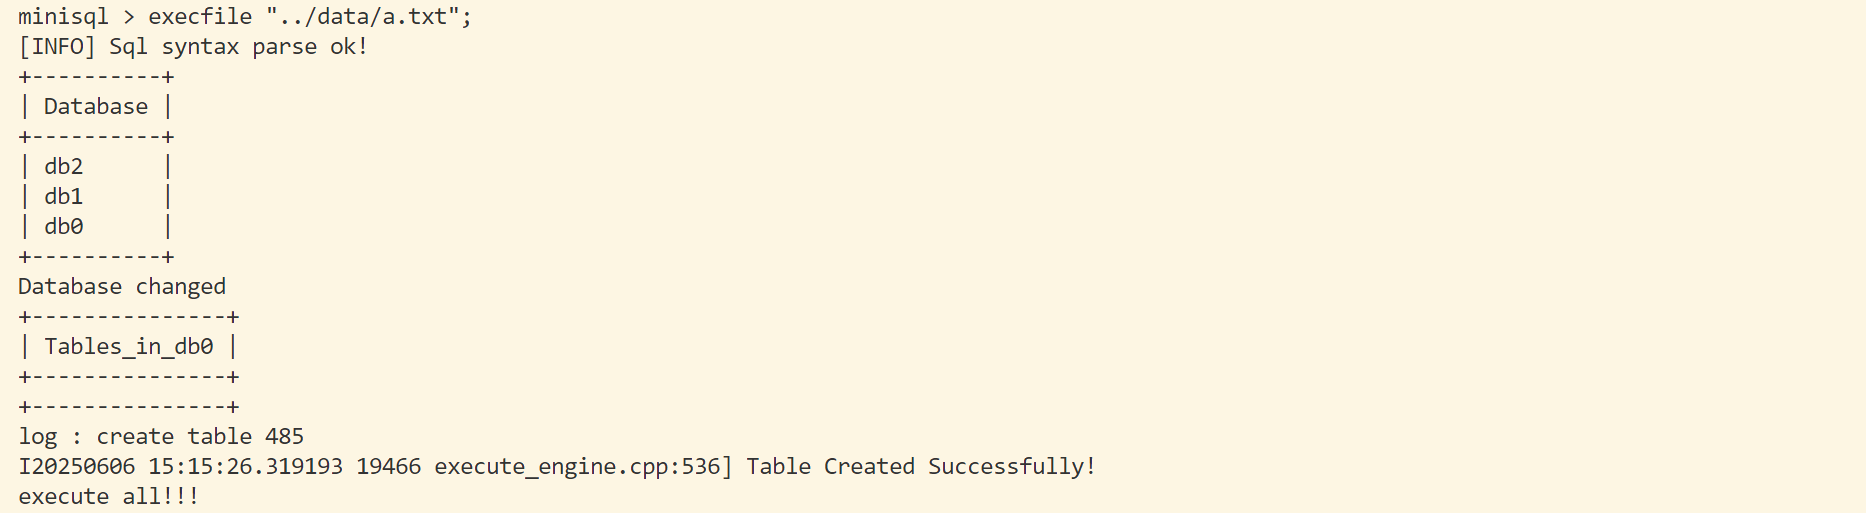 minisql > execfile "../data/a.txt";
[INFO] Sql syntax parse ok!
+----------+
| Database |
+----------+
| db2      |
| db1      |
| db0      |
+----------+
Database changed
+---------------+
| Tables_in_db0 |
+---------------+
+---------------+
log : create table 485
I20250606 15:15:26.319193 19466 execute_engine.cpp:536] Table Created Successfully!
execute all!!!